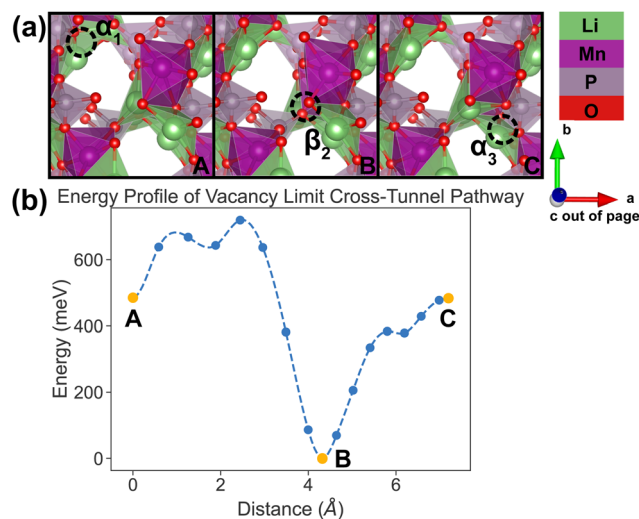 (a)
α1
A
β2
B
α3
C
Li
Mn
P
O
b
a
c out of page
(b)
Energy Profile of Vacancy Limit Cross-Tunnel Pathway
Energy (meV)
600
400
200
0
A
B
C
0
2
4
6
Distance (Å)